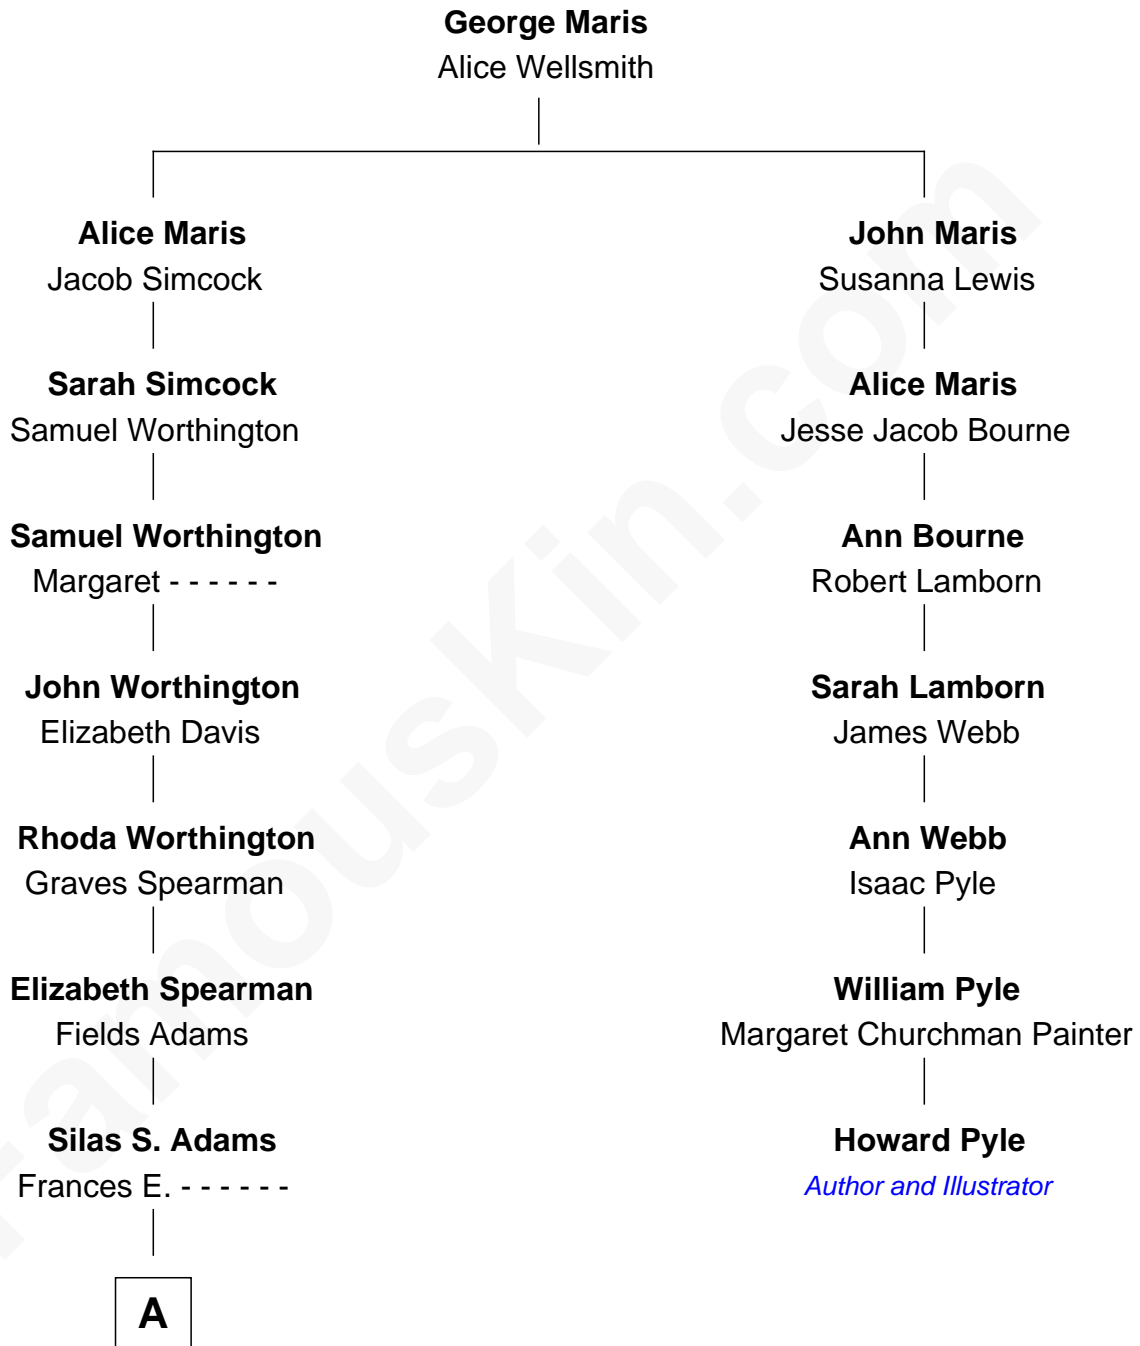 George Maris
Alice Wellsmith
Alice Maris
Jacob Simcock
Sarah Simcock
Samuel Worthington
Samuel Worthington
Margaret - - - - - -
John Worthington
Elizabeth Davis
Rhoda Worthington
Graves Spearman
Elizabeth Spearman
Fields Adams
Silas S. Adams
Frances E. - - - - - -
A
John Maris
Susanna Lewis
Alice Maris
Jesse Jacob Bourne
Ann Bourne
Robert Lamborn
Sarah Lamborn
James Webb
Ann Webb
Isaac Pyle
William Pyle
Margaret Churchman Painter
Howard Pyle
Author and Illustrator
FamousKin.com